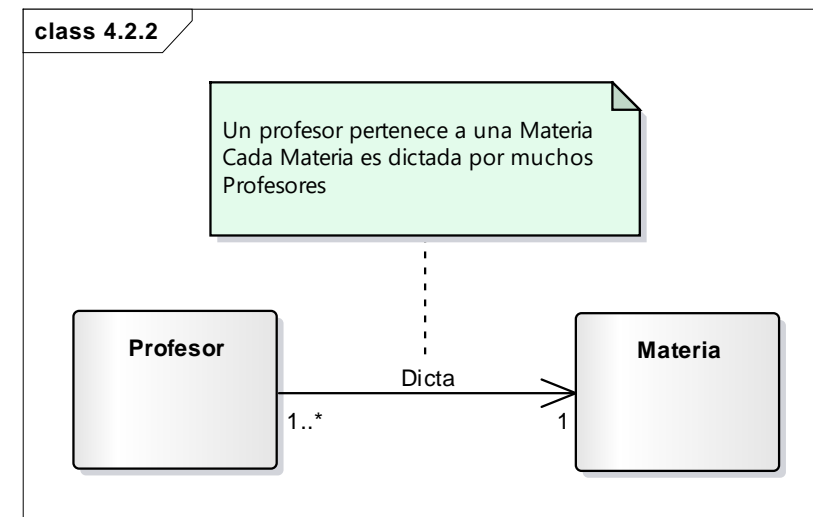 class 4.2.2
Un profesor pertenece a una Materia
Cada Materia es dictada por muchos
Profesores
Profesor
Materia
Dicta
1..*
1